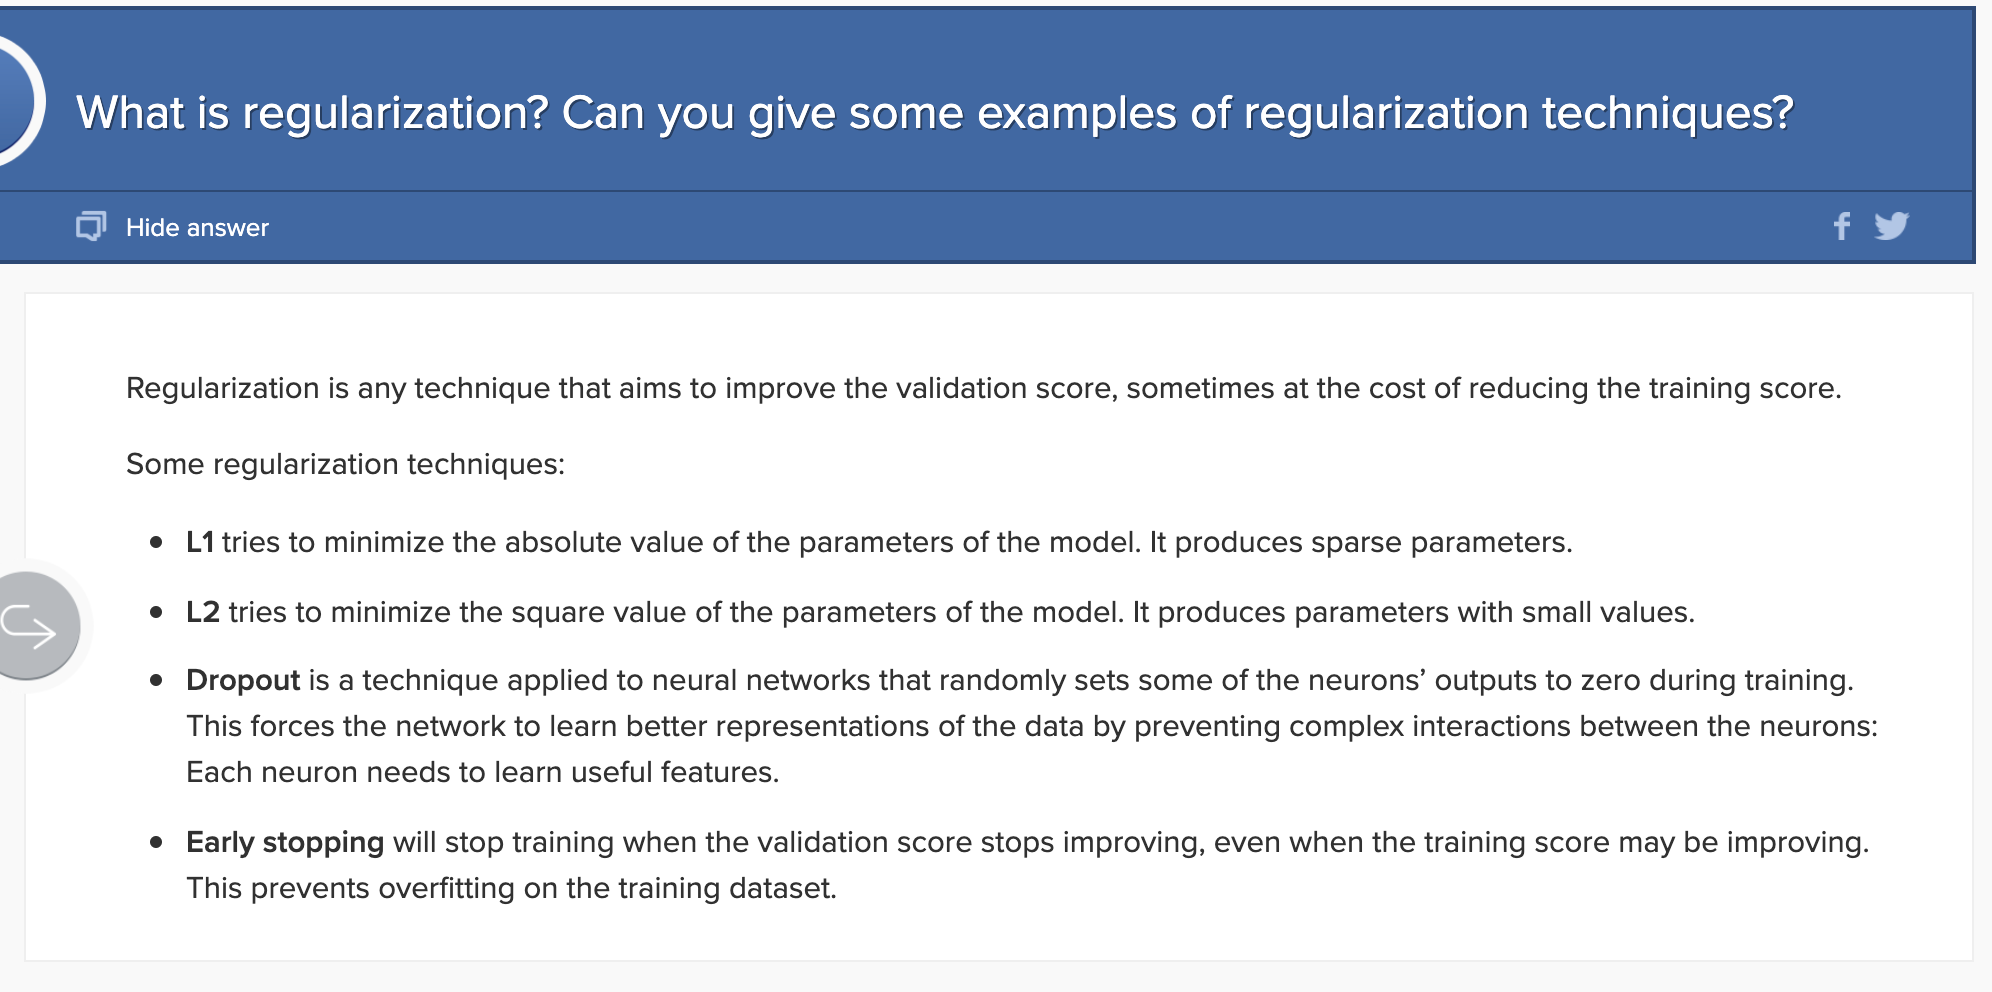 What is regularization? Can you give some examples of regularization techniques?
Hide answer
Regularization is any technique that aims to improve the validation score, sometimes at the cost of reducing the training score.
Some regularization techniques:
L1 tries to minimize the absolute value of the parameters of the model. It produces sparse parameters.
L2 tries to minimize the square value of the parameters of the model. It produces parameters with small values.
Dropout is a technique applied to neural networks that randomly sets some of the neurons’ outputs to zero during training.
This forces the network to learn better representations of the data by preventing complex interactions between the neurons:
Each neuron needs to learn useful features.
Early stopping will stop training when the validation score stops improving, even when the training score may be improving.
This prevents overfitting on the training dataset.